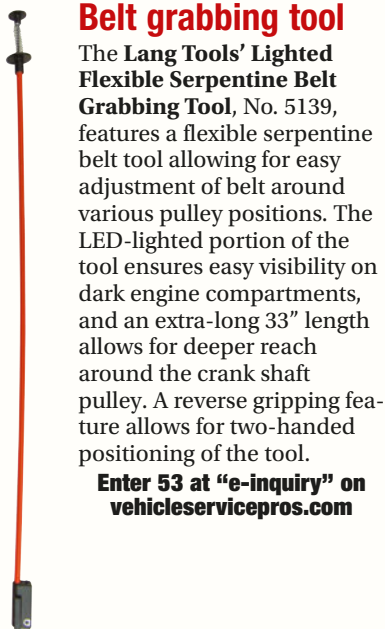 Belt grabbing tool
The Lang Tools’ Lighted
Flexible Serpentine Belt
Grabbing Tool, No. 5139,
features a flexible serpentine
belt tool allowing for easy
adjustment of belt around
various pulley positions. The
LED-lighted portion of the
tool ensures easy visibility on
dark engine compartments,
and an extra-long 33” length
allows for deeper reach
around the crank shaft
pulley. A reverse gripping fea-
ture allows for two-handed
positioning of the tool.
Enter 53 at “e-inquiry” on
vehicleservicepros.com